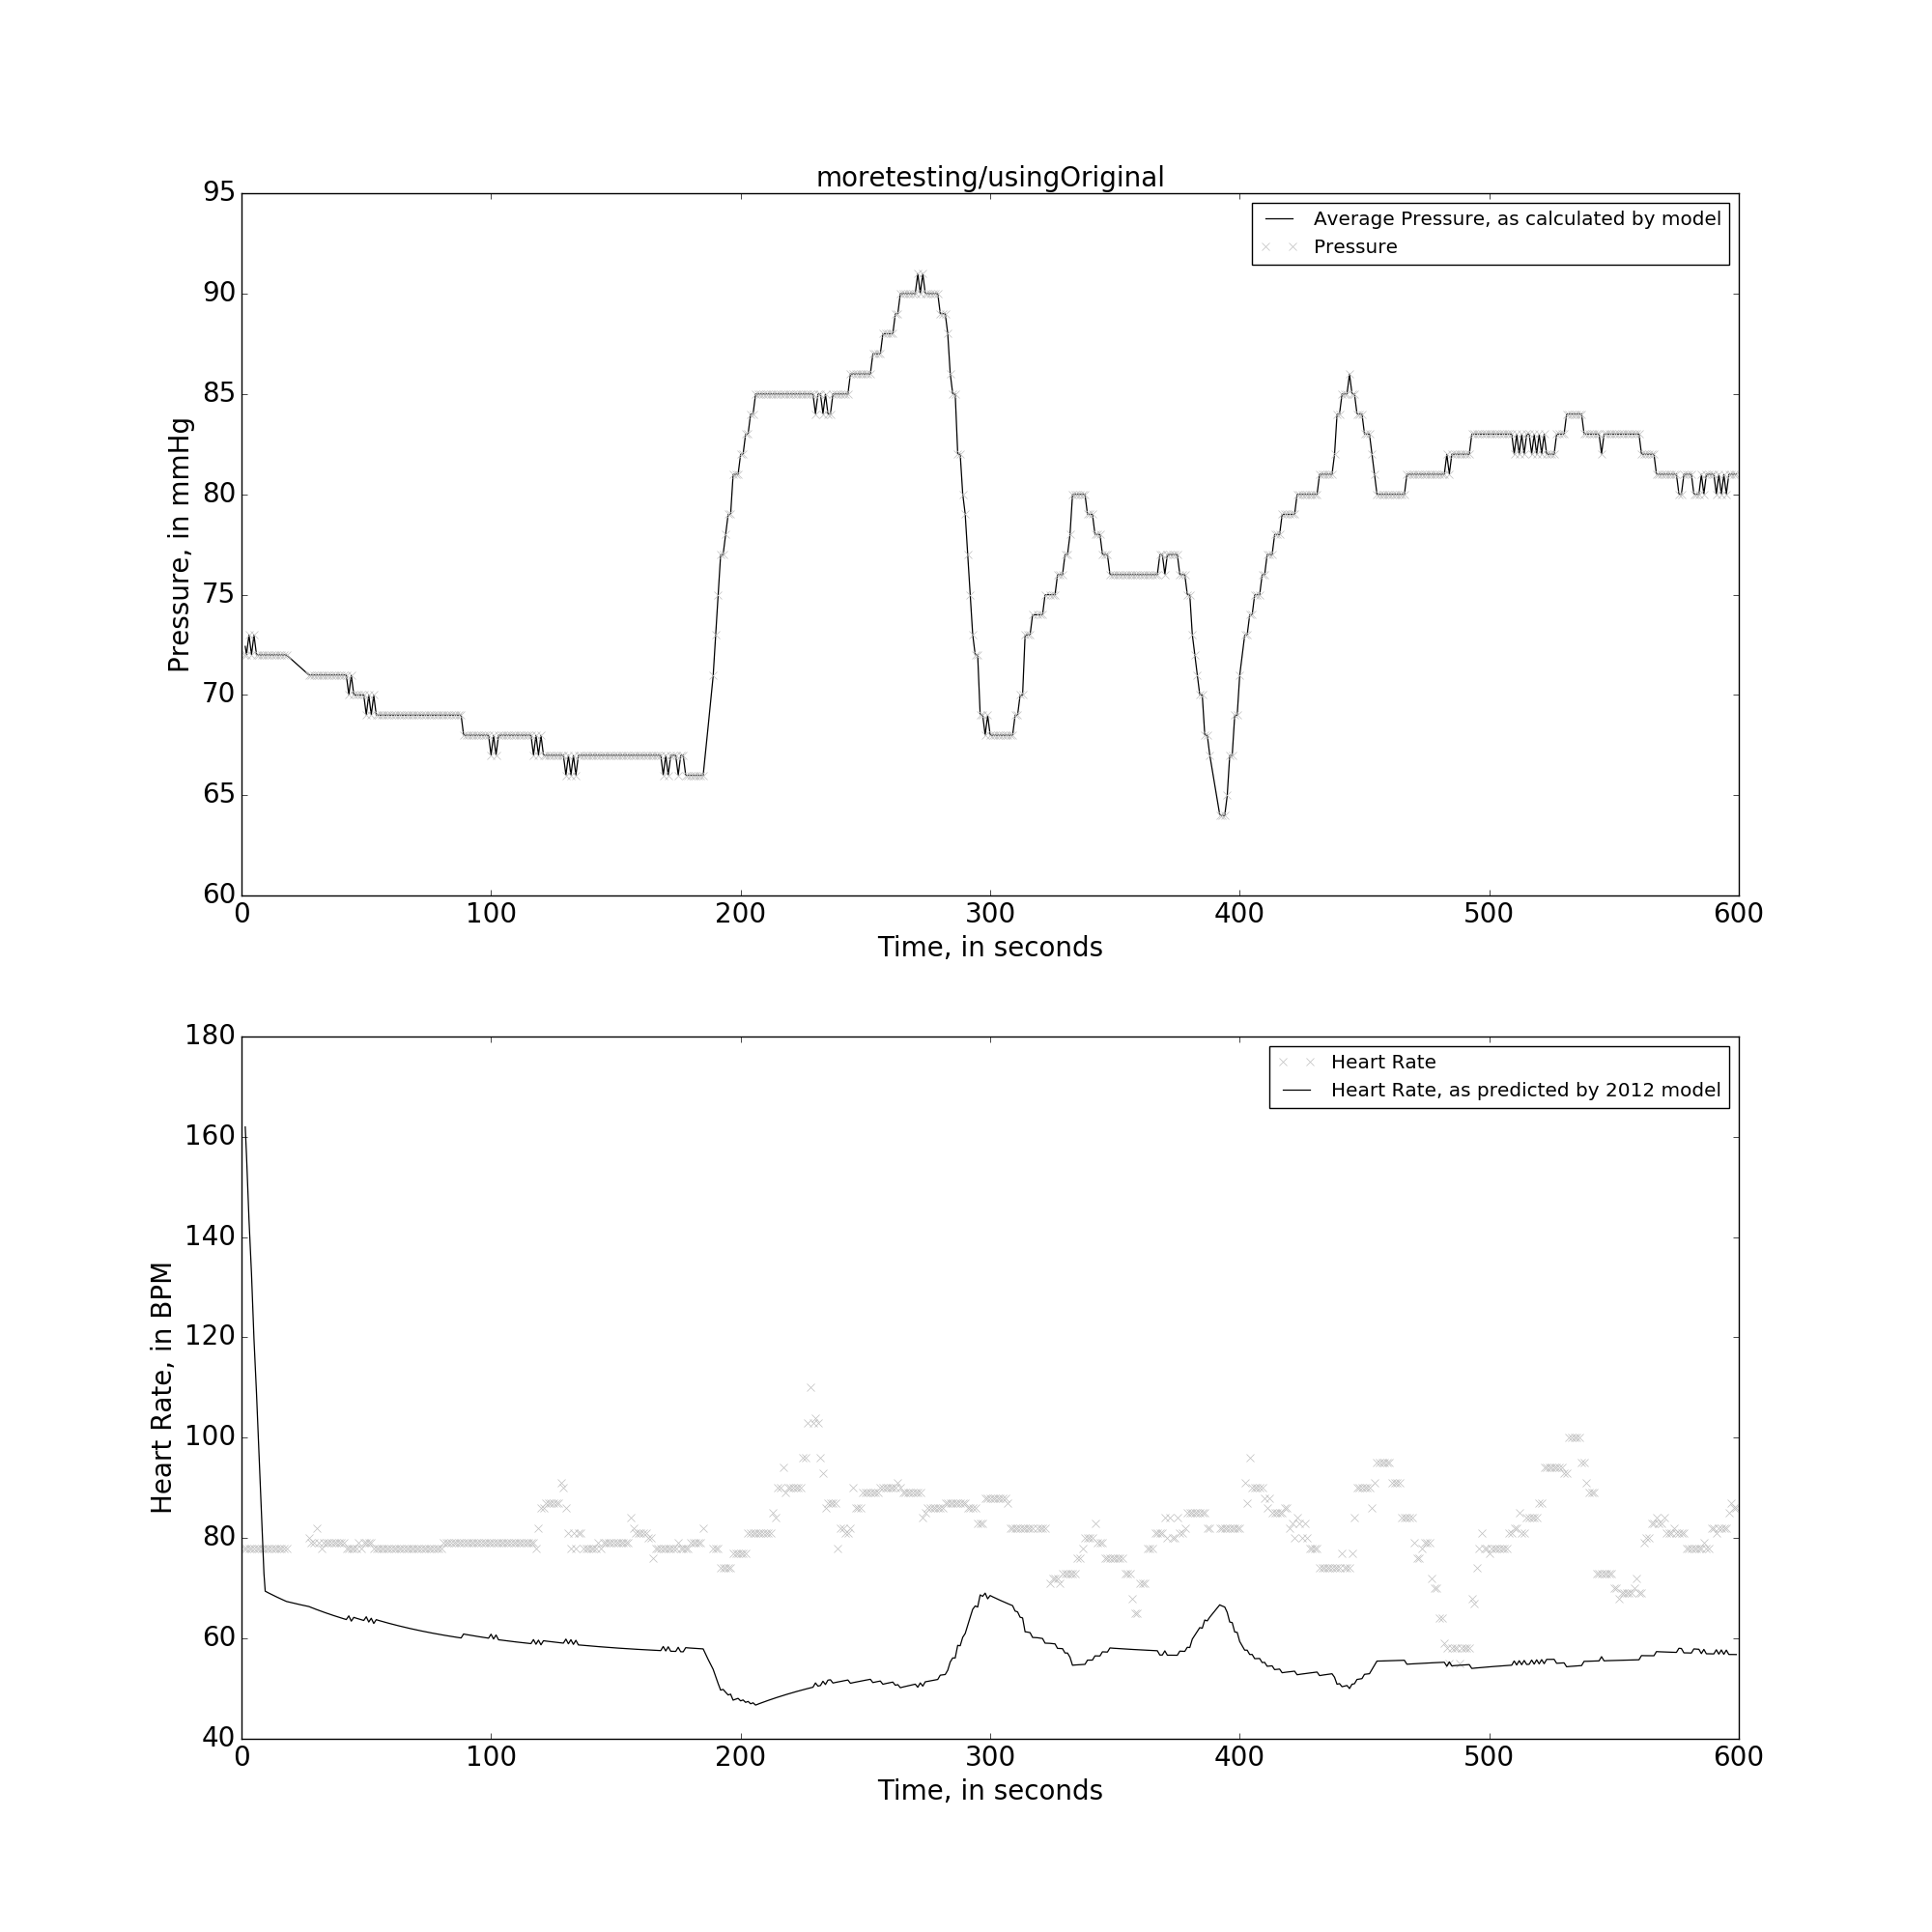 moretesting/usingOriginal
95
90
85
80
75
70
65
60
Pressure, in mmHg
Average Pressure, as calculated by model
Pressure
0 100 200 300 400 500 600
Time, in seconds
180
160
140
120
100
80
60
40
Heart Rate, in BPM
Heart Rate
Heart Rate, as predicted by 2012 model
0 100 200 300 400 500 600
Time, in seconds